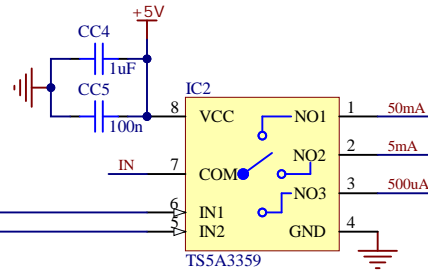 +5V
CC4
1uF
CC5
100n
IC2
8 VCC NO1 1 50mA
NO2 2 5mA
IN 7 COM
NO3 3 500uA
6 IN1
5 IN2 GND 4
TS5A3359